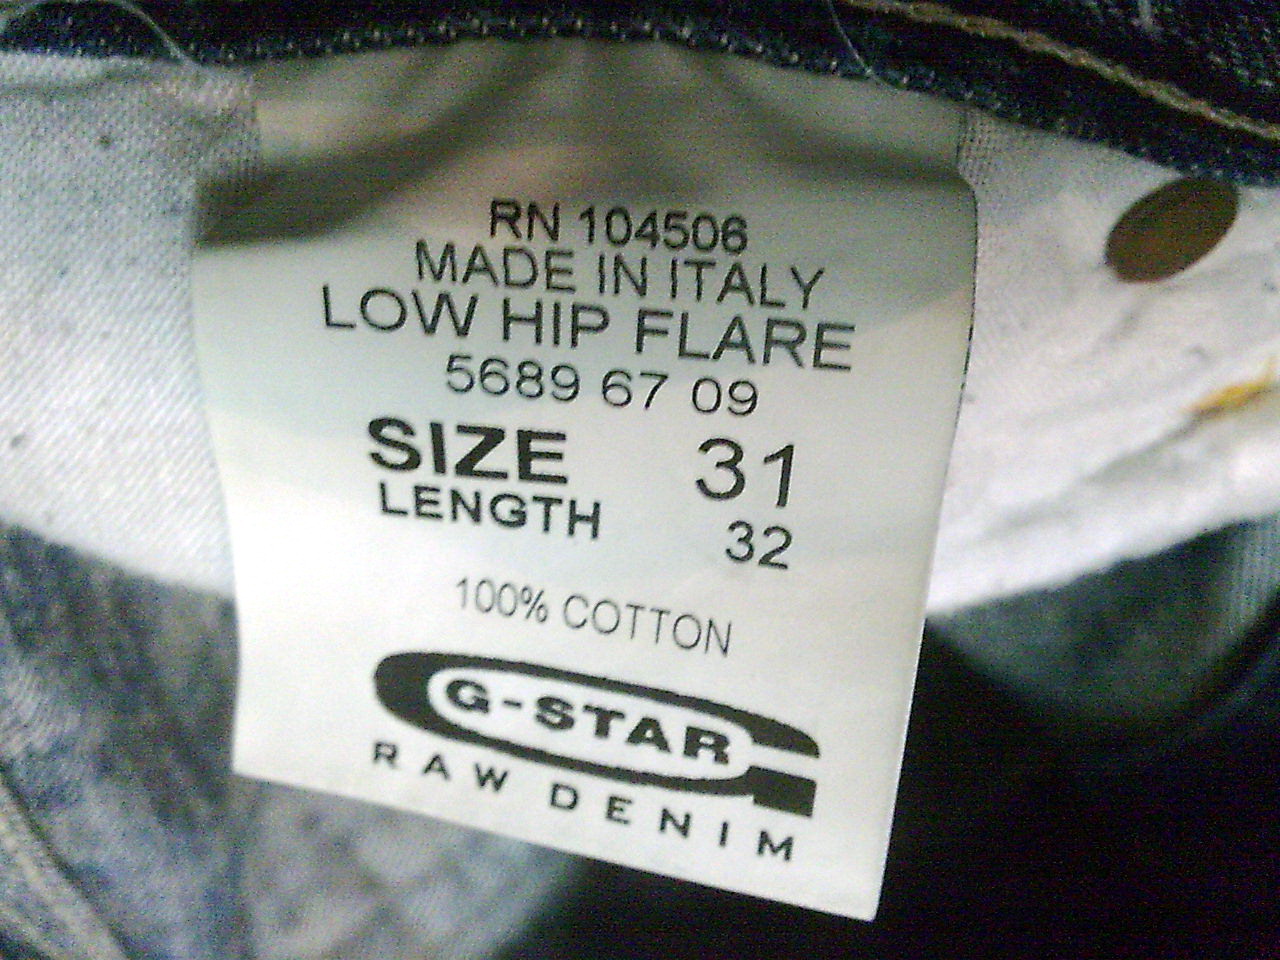 RN 104506
MADE IN ITALY
LOW HIP FLARE
5689 67 09
SIZE 31
LENGTH 32
100% COTTON
G-STAR
RAW DENIM